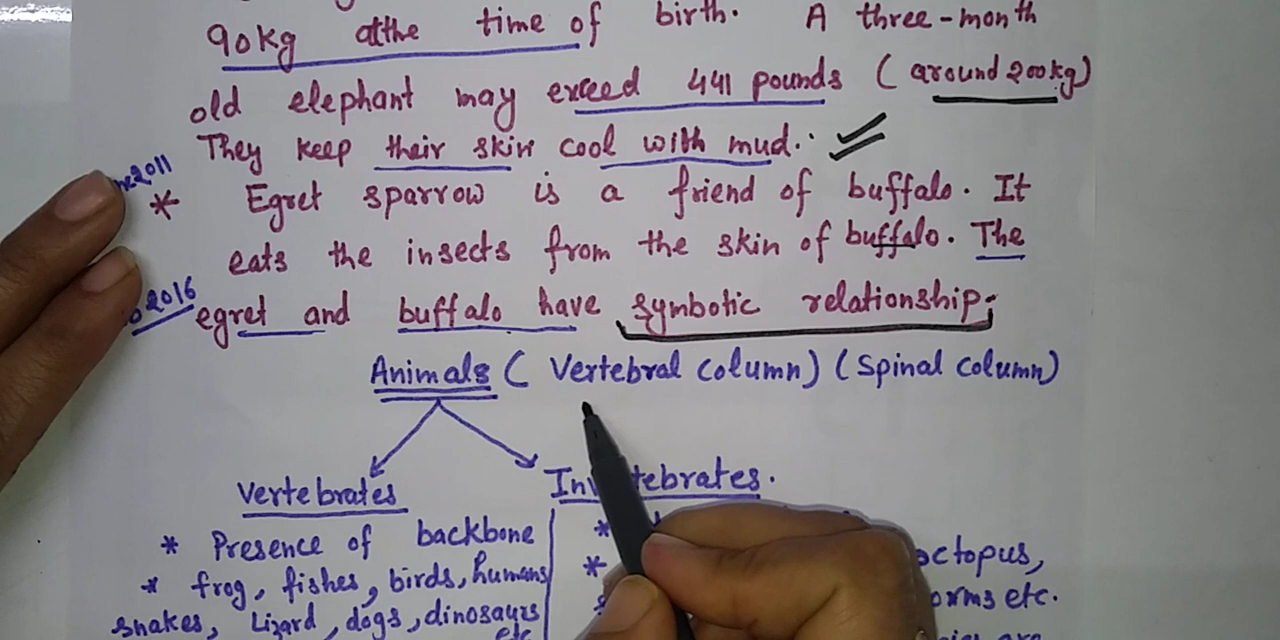 90kg at the time of birth. A three-month
old elephant may exceed 441 pounds (around 200kg)
They keep their skin cool with mud.
2011
* Egret sparrow is a friend of buffalo. It
eats the insects from the skin of buffalo. The
2016
egret and buffalo have symbotic relationship.
Animals ( Vertebral column) (Spinal column)
Vertebrates
* Presence of backbone
* frog, fishes, birds, humans
snakes, Lizard, dogs, dinosaurs
etc
*
* octopus,
etc.